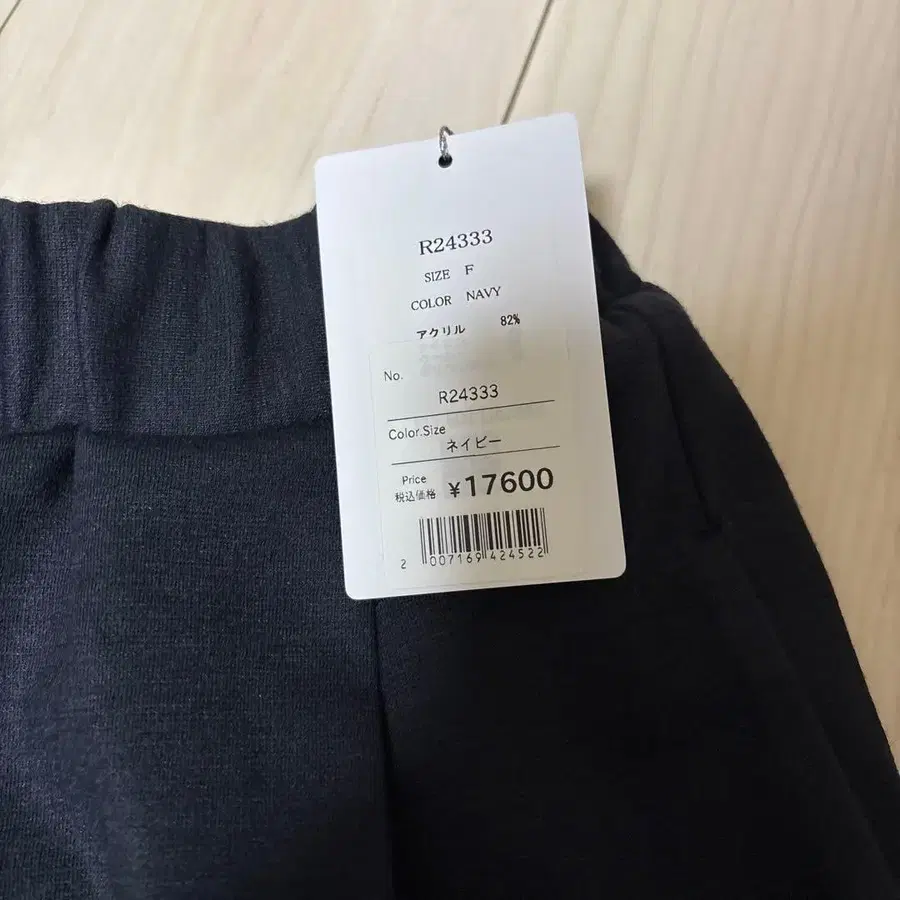 R24333
SIZE F
COLOR NAVY
アクリル 82%
No.
R24333
Color.Size
ネイビー
Price
税込価格 ¥17600
2 007169 424522